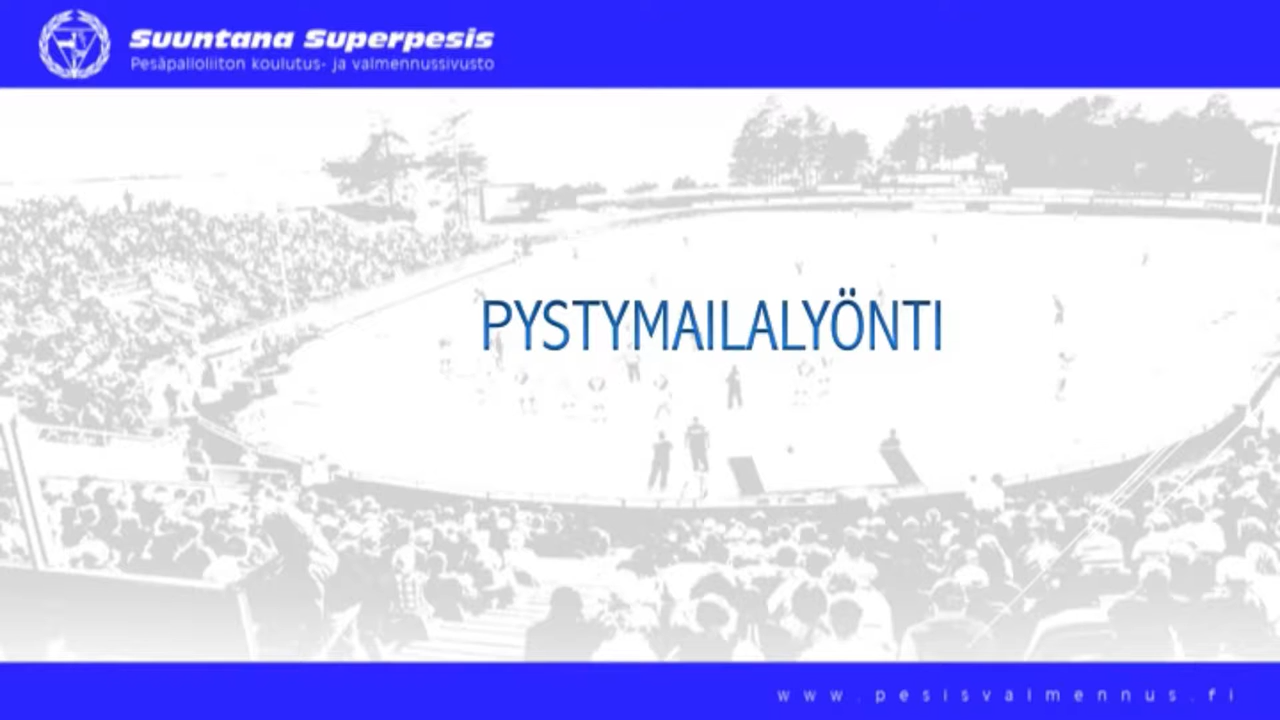 Suuntana Superpesis
Pesäpalloliiton koulutus- ja valmennussivusto
PYSTYMAILALYÖNTI
www.pesisvalmennus.fi